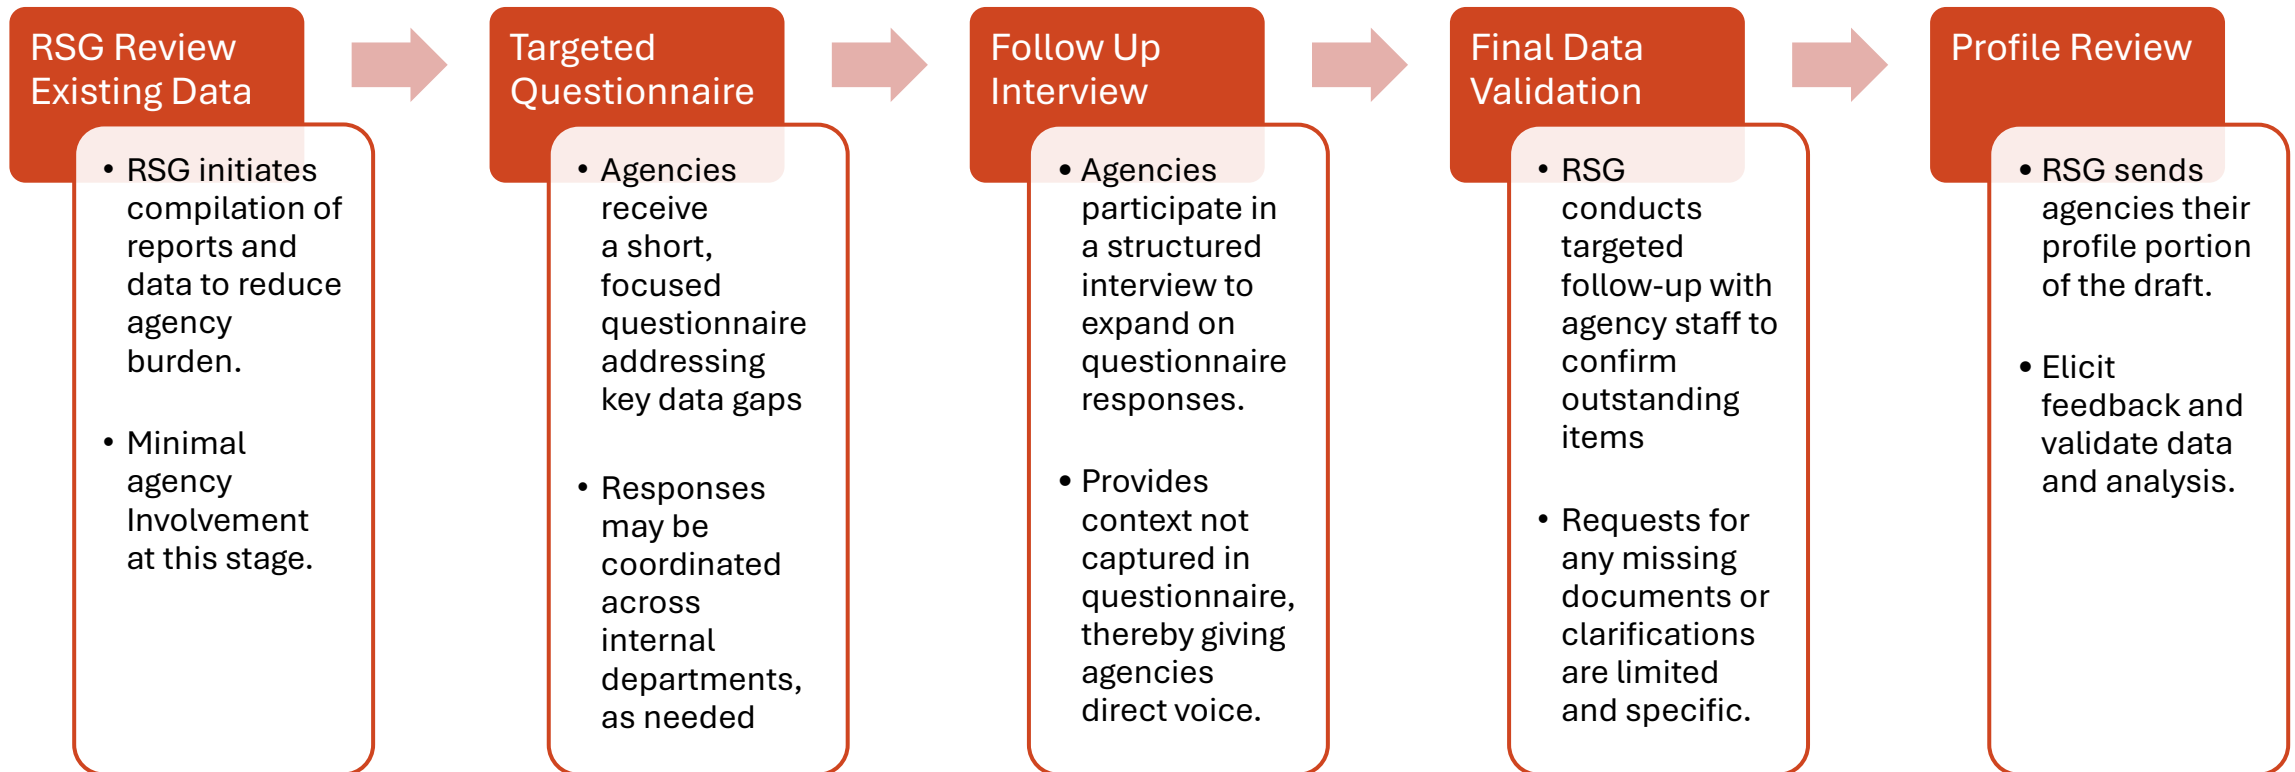 RSG Review
Existing Data
• RSG initiates
compilation of
reports and
data to reduce
agency
burden.
• Minimal
agency
Involvement
at this stage.
Targeted
Questionnaire
• Agencies
receive
a short,
focused
questionnaire
addressing
key data gaps
• Responses
may be
coordinated
across
internal
departments,
as needed
Follow Up
Interview
• Agencies
participate in
a structured
interview to
expand on
questionnaire
responses.
• Provides
context not
captured in
questionnaire,
thereby giving
agencies
direct voice.
Final Data
Validation
• RSG
conducts
targeted
follow-up with
agency staff to
confirm
outstanding
items
• Requests for
any missing
documents or
clarifications
are limited
and specific.
Profile Review
• RSG sends
agencies their
profile portion
of the draft.
• Elicit
feedback and
validate data
and analysis.